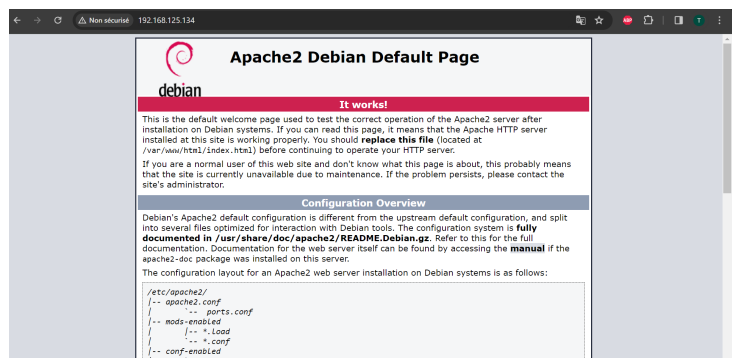 Non sécurisé 192.168.125.134
ABP
T
debian
Apache2 Debian Default Page
It works!
This is the default welcome page used to test the correct operation of the Apache2 server after
installation on Debian systems. If you can read this page, it means that the Apache HTTP server
installed at this site is working properly. You should replace this file (located at
/var/www/html/index.html) before continuing to operate your HTTP server.
If you are a normal user of this web site and don't know what this page is about, this probably means
that the site is currently unavailable due to maintenance. If the problem persists, please contact the
site's administrator.
Configuration Overview
Debian's Apache2 default configuration is different from the upstream default configuration, and split
into several files optimized for interaction with Debian tools. The configuration system is fully
documented in /usr/share/doc/apache2/README.Debian.gz. Refer to this for the full
documentation. Documentation for the web server itself can be found by accessing the manual if the
apache2-doc package was installed on this server.
The configuration layout for an Apache2 web server installation on Debian systems is as follows:
/etc/apache2/
|-- apache2.conf
|       `--  ports.conf
|-- mods-enabled
|       |-- *.load
|       `-- *.conf
|-- conf-enabled